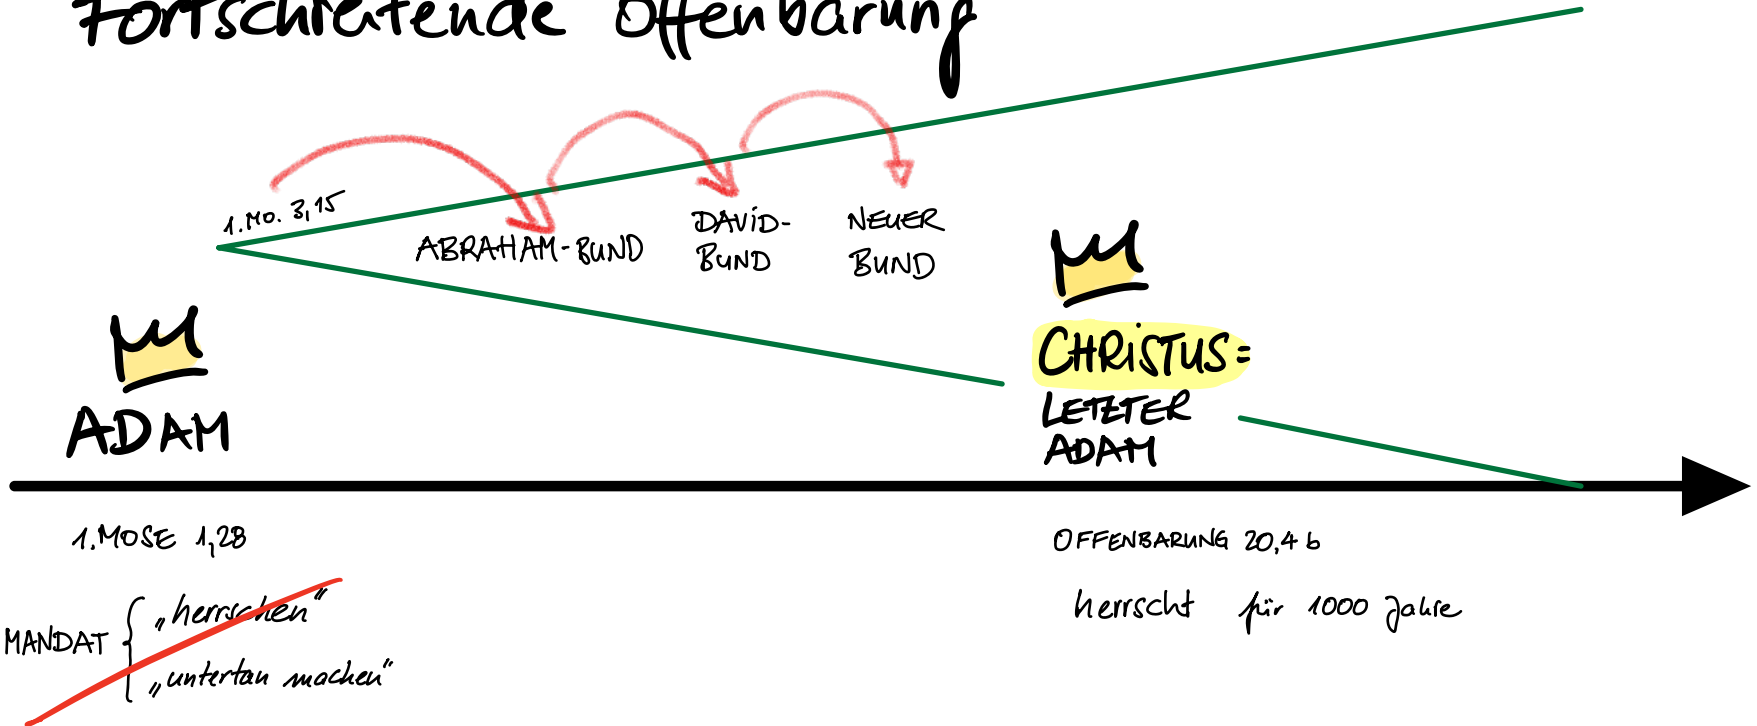 Fortschreitende Offenbarung
1.MO. 3,15
ABRAHAM-BUND
DAViD-
BUND
NEUER
BUND
ADAM
CHRiSTUS=
LETZTER
ADAM
1.MOSE 1,28
OFFENBARUNG 20,4 b
MANDAT
„herrschen“
„untertan machen“
herrscht für 1000 Jahre